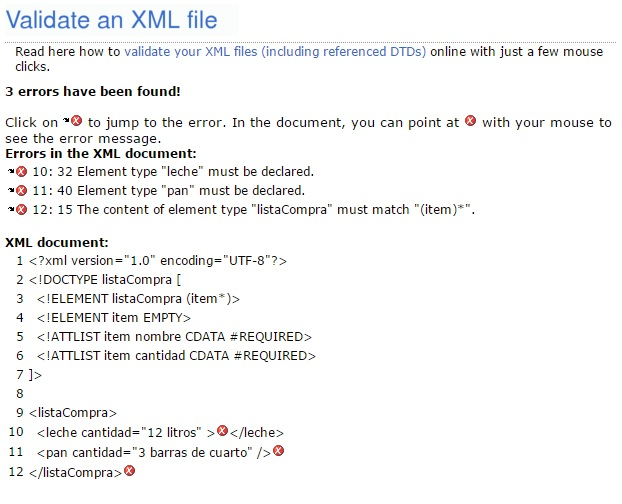 Validate an XML file
Read here how to validate your XML files (including referenced DTDs) online with just a few mouse
clicks.
3 errors have been found!
Click on to jump to the error. In the document, you can point at with your mouse to
see the error message.
Errors in the XML document:
10: 32 Element type "leche" must be declared.
11: 40 Element type "pan" must be declared.
12: 15 The content of element type "listaCompra" must match "(item)*".
XML document:
1 <?xml version="1.0" encoding="UTF-8"?>
2 <!DOCTYPE listaCompra [
3 <!ELEMENT listaCompra (item*)>
4 <!ELEMENT item EMPTY>
5 <!ATTLIST item nombre CDATA #REQUIRED>
6 <!ATTLIST item cantidad CDATA #REQUIRED>
7 ]>
8
9 <listaCompra>
10 <leche cantidad="12 litros" ></leche>
11 <pan cantidad="3 barras de cuarto" />
12 </listaCompra>